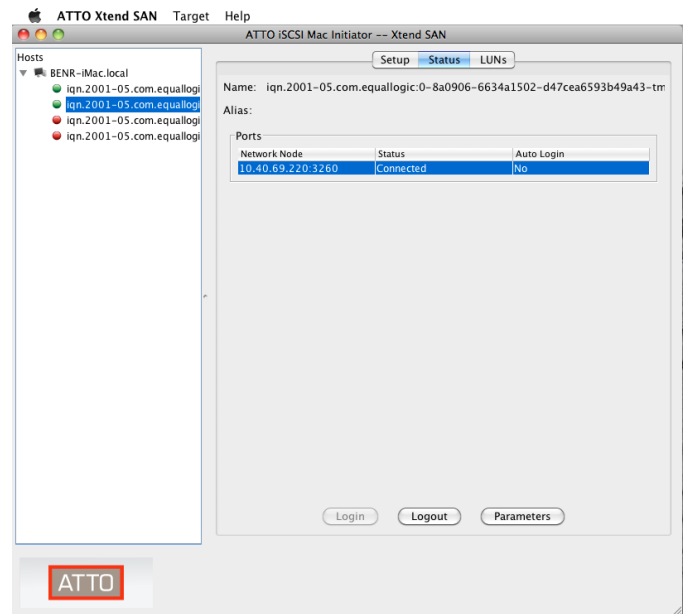 ATTO Xtend SAN Target Help
ATTO iSCSI Mac Initiator -- Xtend SAN
Hosts
BENR-iMac.local
iqn.2001-05.com.equallogi
iqn.2001-05.com.equallogi
iqn.2001-05.com.equallogi
iqn.2001-05.com.equallogi
Setup Status LUNs
Name: iqn.2001-05.com.equallogic:0-8a0906-6634a1502-d47cea6593b49a43-tm
Alias:
Ports
Network Node Status Auto Login
10.40.69.220:3260 Connected No
Login Logout Parameters
ATTO